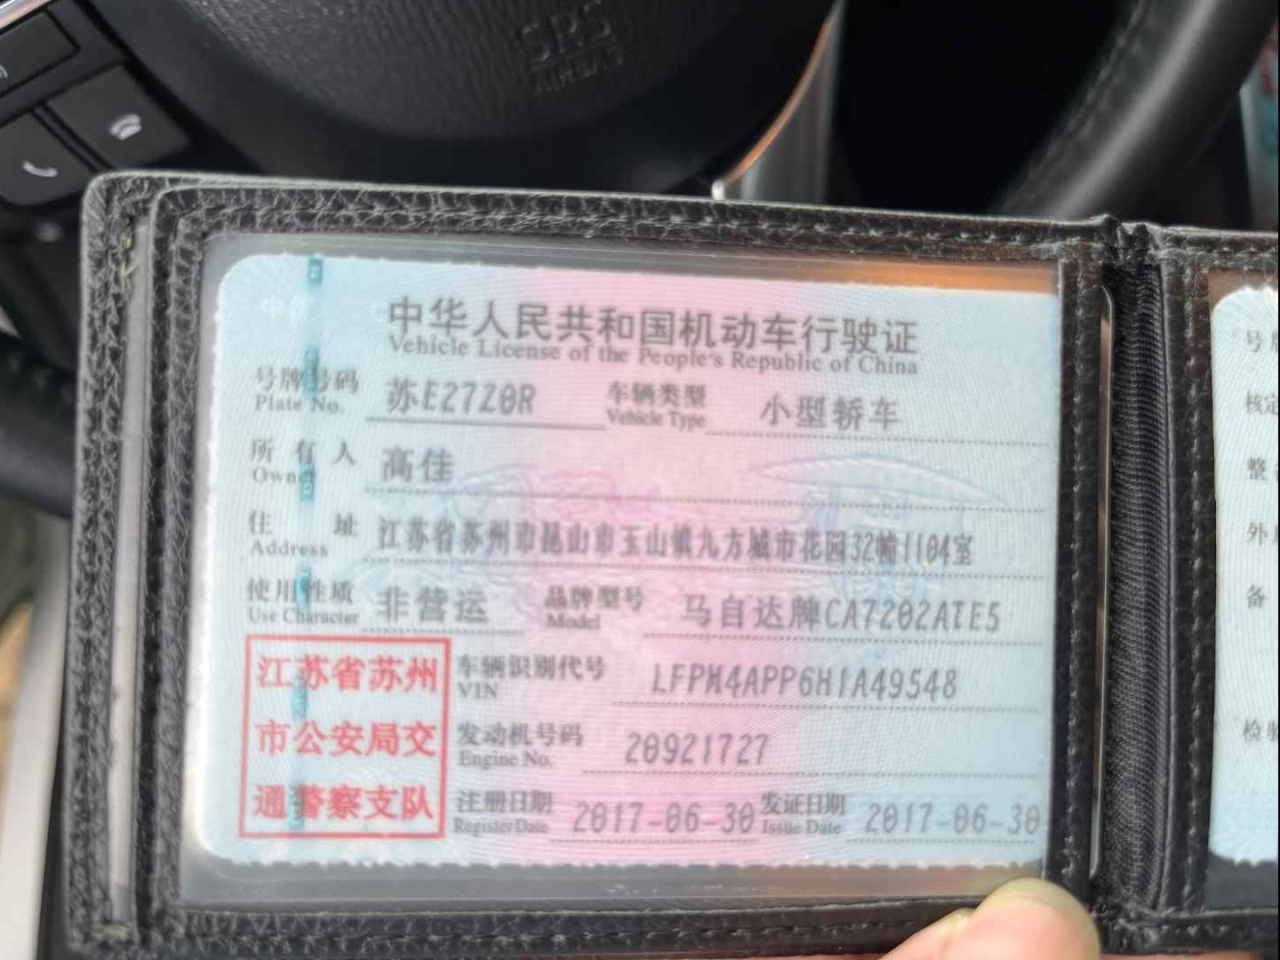 SRS
AIRBAG
中华人民共和国机动车行驶证
Vehicle License of the People's Republic of China
号牌号码 苏E27Z0R 车辆类型 小型轿车
Plate No. Vehicle Type
所有人 高佳
Owner
住址 江苏省苏州市昆山市玉山镇九方城市花园32幢1104室
Address
使用性质 非营运 品牌型号 马自达牌CA7202ATE5
Use Character Model
江苏省苏州
市公安局交
通警察支队
车辆识别代号 LFPM4APP6H1A49548
VIN
发动机号码 20921727
Engine No.
注册日期 2017-06-30 发证日期 2017-06-30
Register Date Issue Date
号
核定
整
外
备
检验